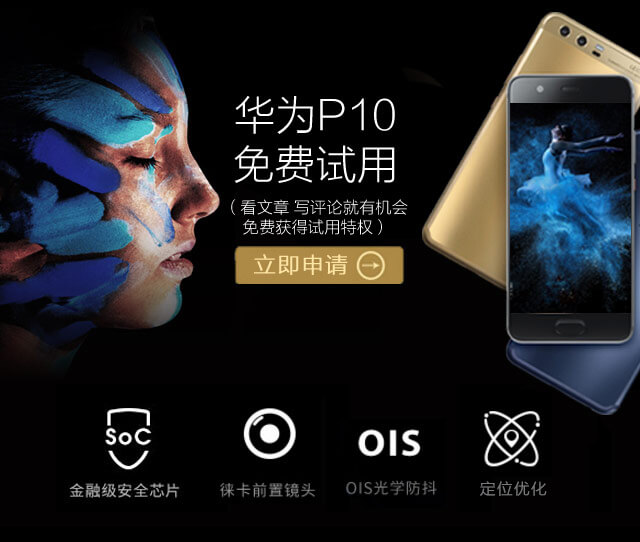 华为P10
免费试用
（看文章 写评论就有机会
免费获得试用特权）
立即申请
SoC
OIS
金融级安全芯片
徕卡前置镜头
OIS光学防抖
定位优化